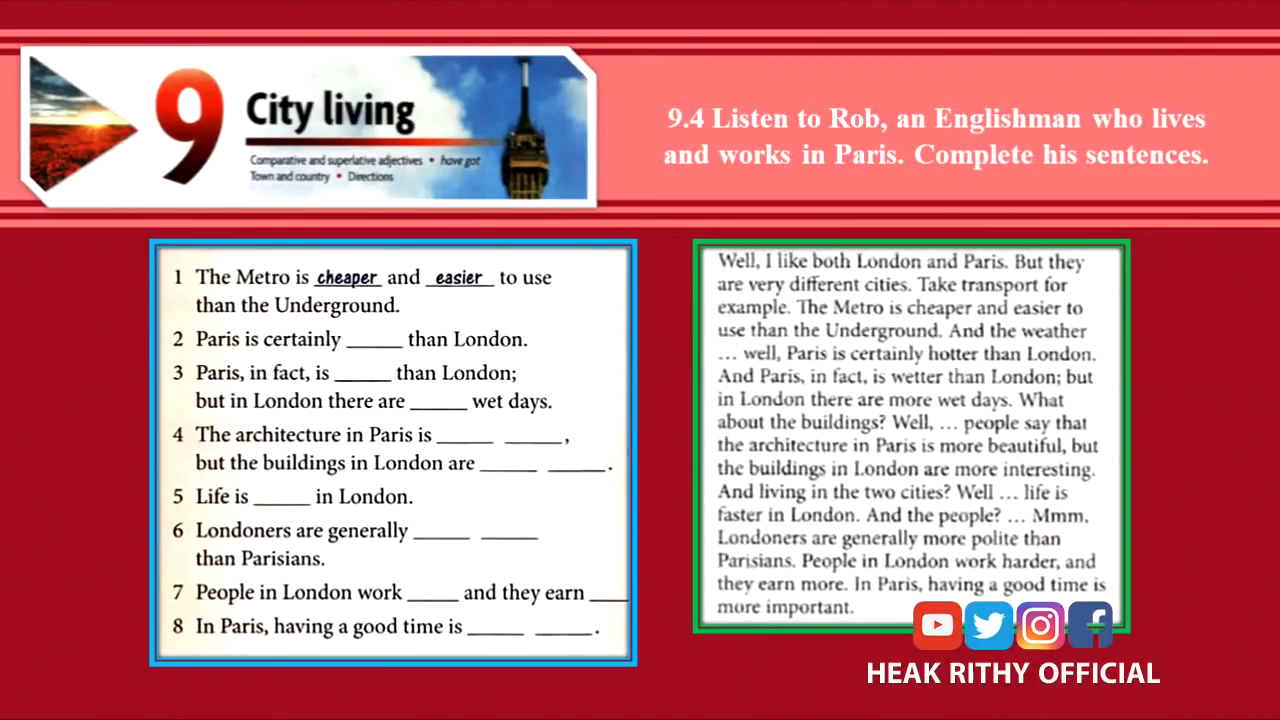 9 City living
Comparative and superlative adjectives • have got
Town and country • Directions
9.4 Listen to Rob, an Englishman who lives
and works in Paris. Complete his sentences.
1 The Metro is cheaper and easier to use
than the Underground.
2 Paris is certainly ______ than London.
3 Paris, in fact, is ______ than London;
but in London there are ______ wet days.
4 The architecture in Paris is ______ ______,
but the buildings in London are ______ ______.
5 Life is ______ in London.
6 Londoners are generally ______ ______
than Parisians.
7 People in London work ______ and they earn ____
8 In Paris, having a good time is ______ ______.
Well, I like both London and Paris. But they
are very different cities. Take transport for
example. The Metro is cheaper and easier to
use than the Underground. And the weather
... well, Paris is certainly hotter than London.
And Paris, in fact, is wetter than London; but
in London there are more wet days. What
about the buildings? Well, ... people say that
the architecture in Paris is more beautiful, but
the buildings in London are more interesting.
And living in the two cities? Well ... life is
faster in London. And the people? ... Mmm,
Londoners are generally more polite than
Parisians. People in London work harder, and
they earn more. In Paris, having a good time is
more important.
HEAK RITHY OFFICIAL